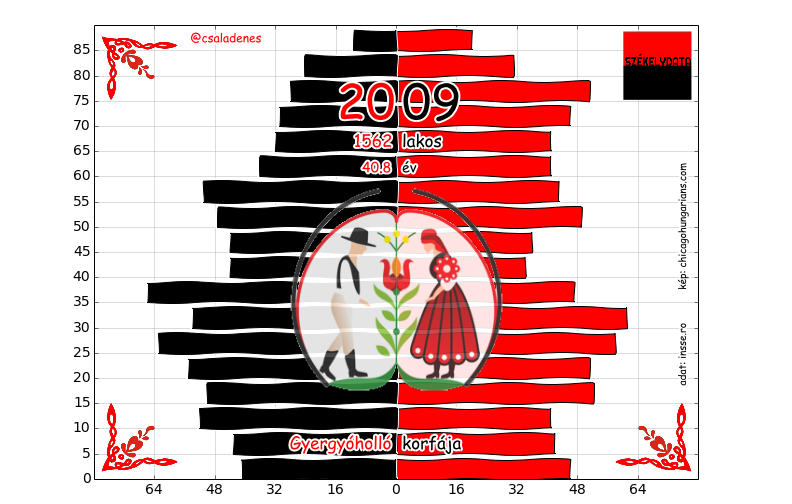 @csaladenes
SZÉKELYDATA
2009
1562 lakos
40.8 év
kép: chicagohungarians.com
adat: insse.ro
Gyergyóholló korfája
85
80
75
70
65
60
55
50
45
40
35
30
25
20
15
10
5
0
64 48 32 16 0 16 32 48 64